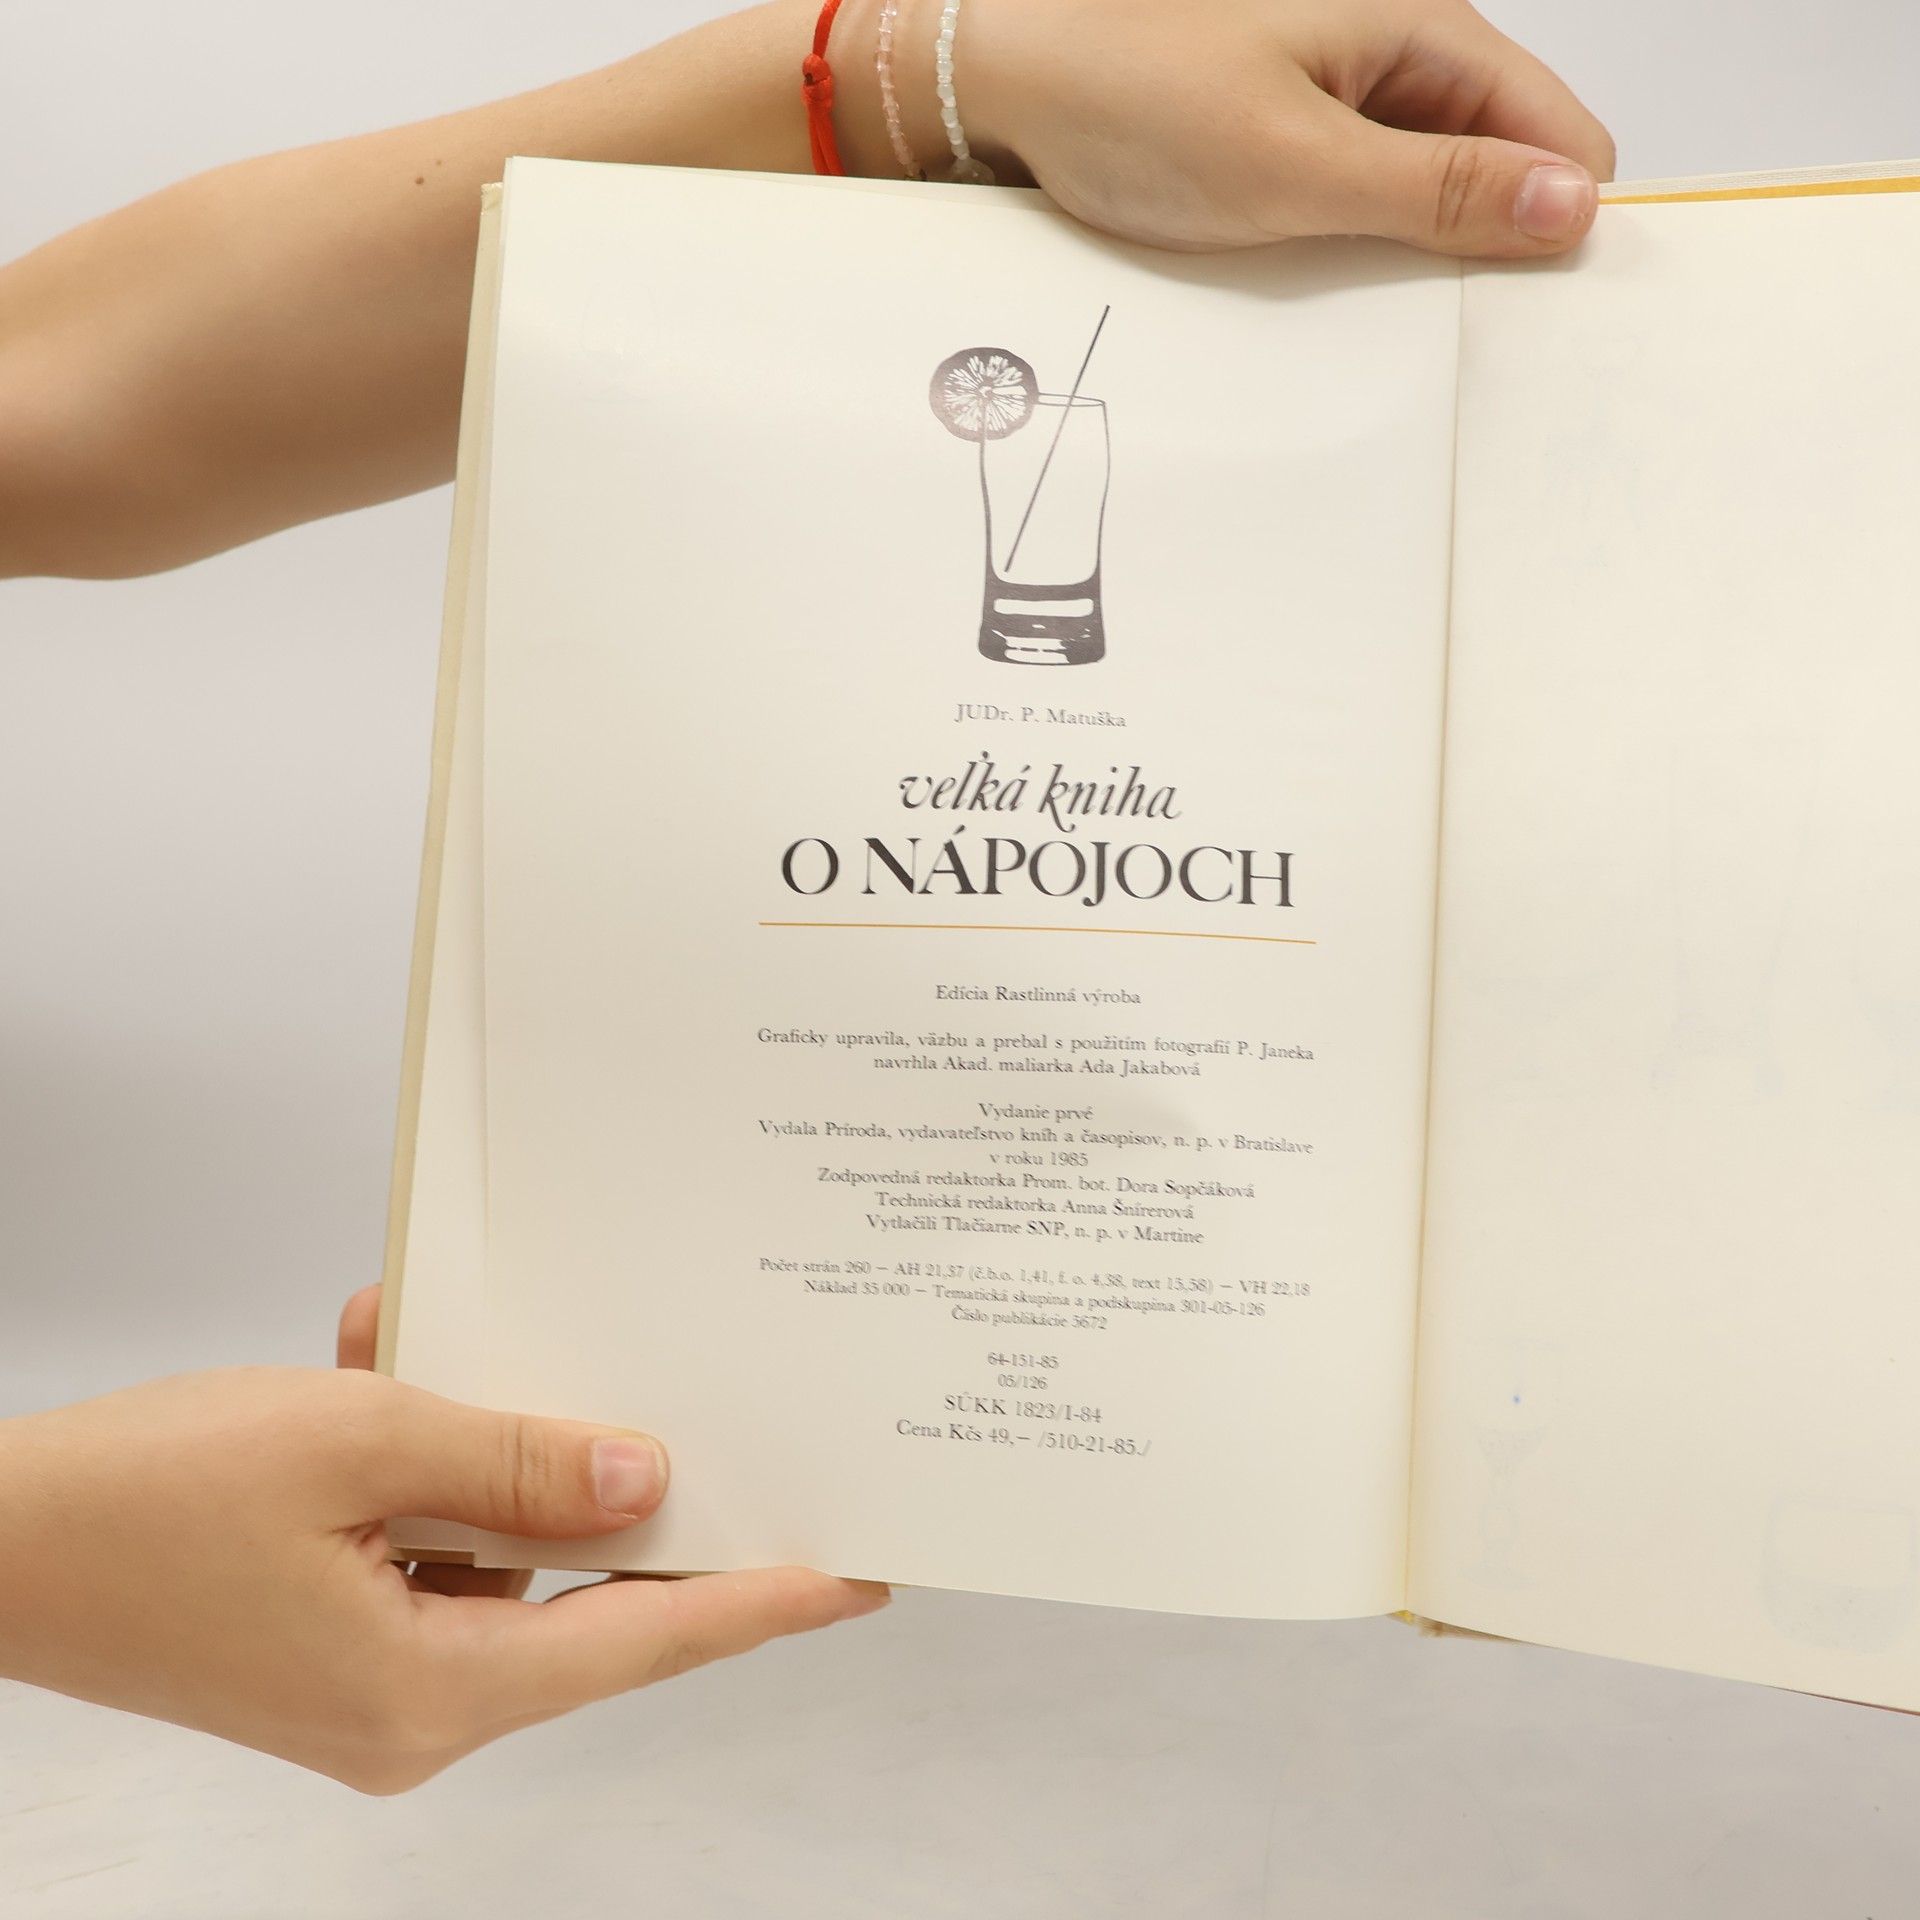 JUDr. P. Matuška
veľká kniha
O NÁPOJOCH
Edícia Rastlinná výroba
Graficky upravila, väzbu a prebal s použitím fotografií P. Janeka
navrhla Akad. maliarka Ada Jakabová
Vydanie prvé
Vydala Príroda, vydavateľstvo kníh a časopisov, n. p. v Bratislave
v roku 1985
Zodpovedná redaktorka Prom. bot. Dora Sopčáková
Technická redaktorka Anna Šnírerová
Vytlačili Tlačiarne SNP, n. p. v Martine
Počet strán 260 — AH 21,37 (č.b.o. 1,41, f. o. 4,38, text 15,58) — VH 22,18
Náklad 35 000 — Tematická skupina a podskupina 301-05-126
Číslo publikácie 3672
64-151-85
05/126
SÚKK 1823/I-84
Cena Kčs 49,— /510-21-85./